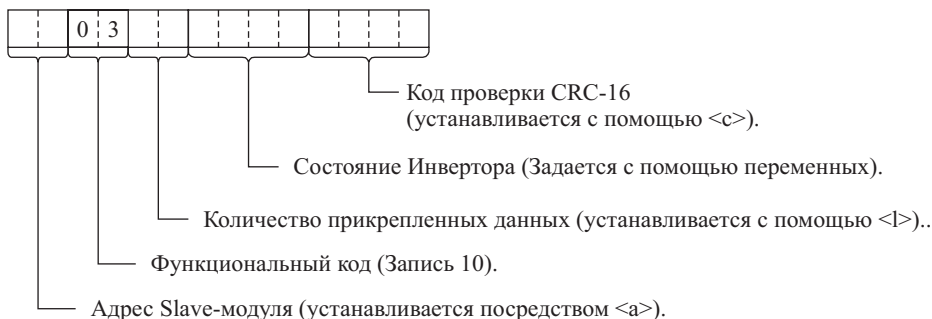 0 3
Код проверки CRC-16
(устанавливается с помощью <c>).
Состояние Инвертора (Задается с помощью переменных).
Количество прикрепленных данных (устанавливается с помощью <l>)..
Функциональный код (Запись 10).
Адрес Slave-модуля (устанавливается посредством <a>).